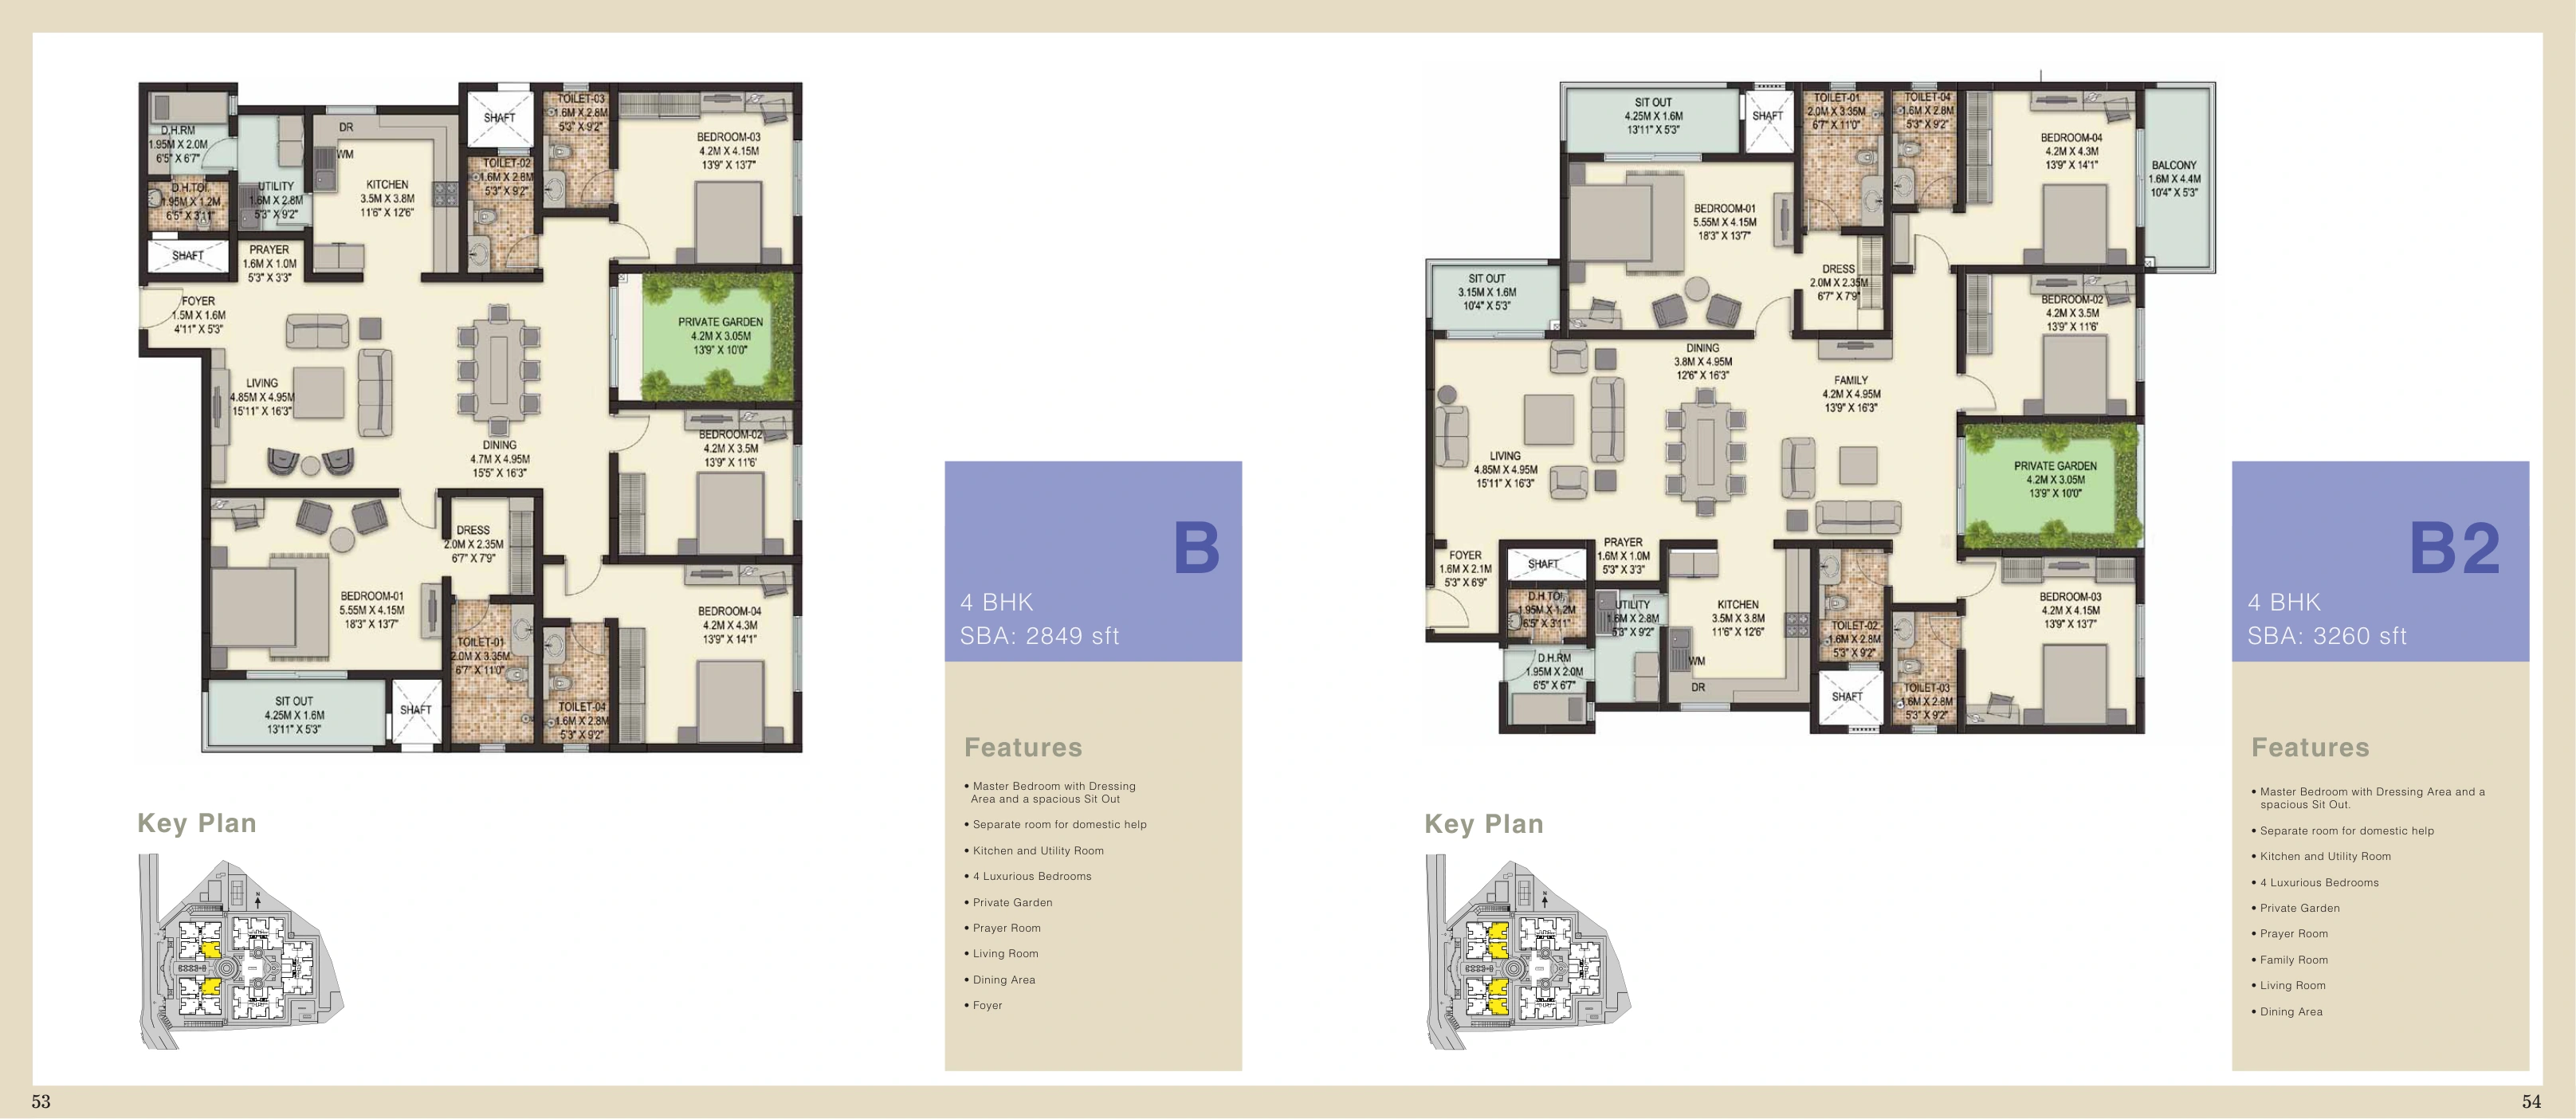 D.H.RM
1.95M X 2.0M
6'5" X 6'7"
D.H.TOI.
1.95M X 1.2M
6'5" X 3'11"
SHAFT
UTILITY
1.6M X 2.8M
5'3" X 9'2"
PRAYER
1.6M X 1.0M
5'3" X 3'3"
DR
WM
KITCHEN
3.5M X 3.8M
11'6" X 12'6"
SHAFT
TOILET-02
1.6M X 2.8M
5'3" X 9'2"
TOILET-03
1.6M X 2.8M
5'3" X 9'2"
BEDROOM-03
4.2M X 4.15M
13'9" X 13'7"
FOYER
1.5M X 1.6M
4'11" X 5'3"
PRIVATE GARDEN
4.2M X 3.05M
13'9" X 10'0"
LIVING
4.85M X 4.95M
15'11" X 16'3"
DINING
4.7M X 4.95M
15'5" X 16'3"
BEDROOM-02
4.2M X 3.5M
13'9" X 11'6'
DRESS
2.0M X 2.35M
6'7" X 7'9"
BEDROOM-01
5.55M X 4.15M
18'3" X 13'7"
TOILET-01
2.0M X 3.35M
6'7" X 11'0"
BEDROOM-04
4.2M X 4.3M
13'9" X 14'1"
SIT OUT
4.25M X 1.6M
13'11" X 5'3"
SHAFT
TOILET-04
1.6M X 2.8M
5'3" X 9'2"
B
4 BHK
SBA: 2849 sft
Features
• Master Bedroom with Dressing
Area and a spacious Sit Out
• Separate room for domestic help
• Kitchen and Utility Room
• 4 Luxurious Bedrooms
• Private Garden
• Prayer Room
• Living Room
• Dining Area
• Foyer
Key Plan
N
53
SIT OUT
4.25M X 1.6M
13'11" X 5'3"
SHAFT
TOILET-01
2.0M X 3.35M
6'7" X 11'0"
TOILET-04
1.6M X 2.8M
5'3" X 9'2"
BEDROOM-04
4.2M X 4.3M
13'9" X 14'1"
BALCONY
1.6M X 4.4M
10'4" X 5'3"
BEDROOM-01
5.55M X 4.15M
18'3" X 13'7"
SIT OUT
3.15M X 1.6M
10'4" X 5'3"
DRESS
2.0M X 2.35M
6'7" X 7'9"
BEDROOM-02
4.2M X 3.5M
13'9" X 11'6'
DINING
3.8M X 4.95M
12'6" X 16'3"
FAMILY
4.2M X 4.95M
13'9" X 16'3"
LIVING
4.85M X 4.95M
15'11" X 16'3"
PRIVATE GARDEN
4.2M X 3.05M
13'9" X 10'0"
FOYER
1.6M X 2.1M
5'3" X 6'9"
SHAFT
PRAYER
1.6M X 1.0M
5'3" X 3'3"
D.H.TOI.
1.95M X 1.2M
6'5" X 3'11"
UTILITY
1.6M X 2.8M
5'3" X 9'2"
KITCHEN
3.5M X 3.8M
11'6" X 12'6"
TOILET-02
1.6M X 2.8M
5'3" X 9'2"
BEDROOM-03
4.2M X 4.15M
13'9" X 13'7"
D.H.RM
1.95M X 2.0M
6'5" X 6'7"
WM
DR
SHAFT
TOILET-03
1.6M X 2.8M
5'3" X 9'2"
B2
4 BHK
SBA: 3260 sft
Features
• Master Bedroom with Dressing Area and a
spacious Sit Out.
• Separate room for domestic help
• Kitchen and Utility Room
• 4 Luxurious Bedrooms
• Private Garden
• Prayer Room
• Family Room
• Living Room
• Dining Area
Key Plan
N
54